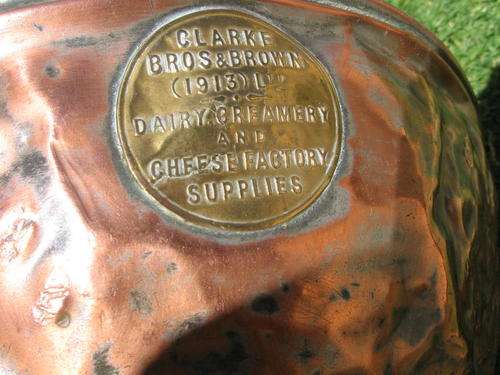 CLARKE
BROS & BROWN
(1913) LTD
DAIRY, CREAMERY
AND
CHEESE FACTORY
SUPPLIES